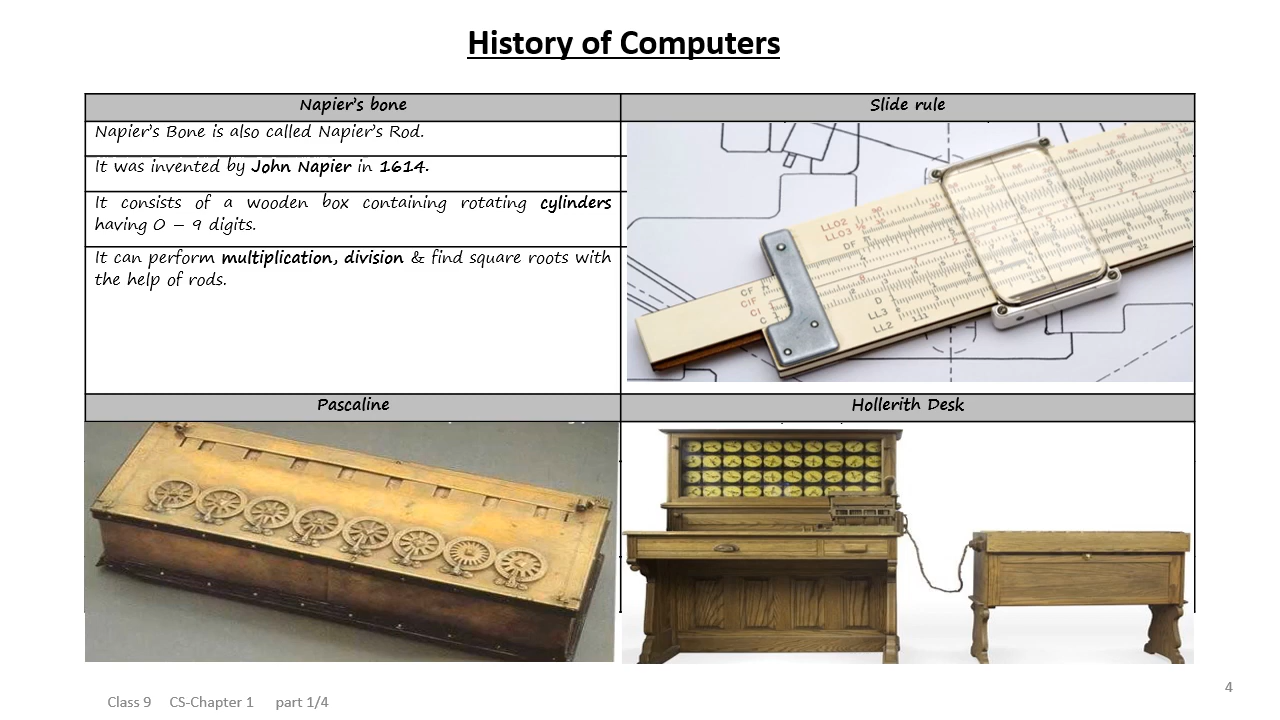 History of Computers
Napier's bone
Slide rule
Napier's Bone is also called Napier's Rod.
It was invented by John Napier in 1614.
It consists of a wooden box containing rotating cylinders
having 0 – 9 digits.
It can perform multiplication, division & find square roots with
the help of rods.
LL02
LL03
DF
CF
CIF
CI
C
D
LL3
LL2
Pascaline
Hollerith Desk
Class 9 CS-Chapter 1 part 1/4
4